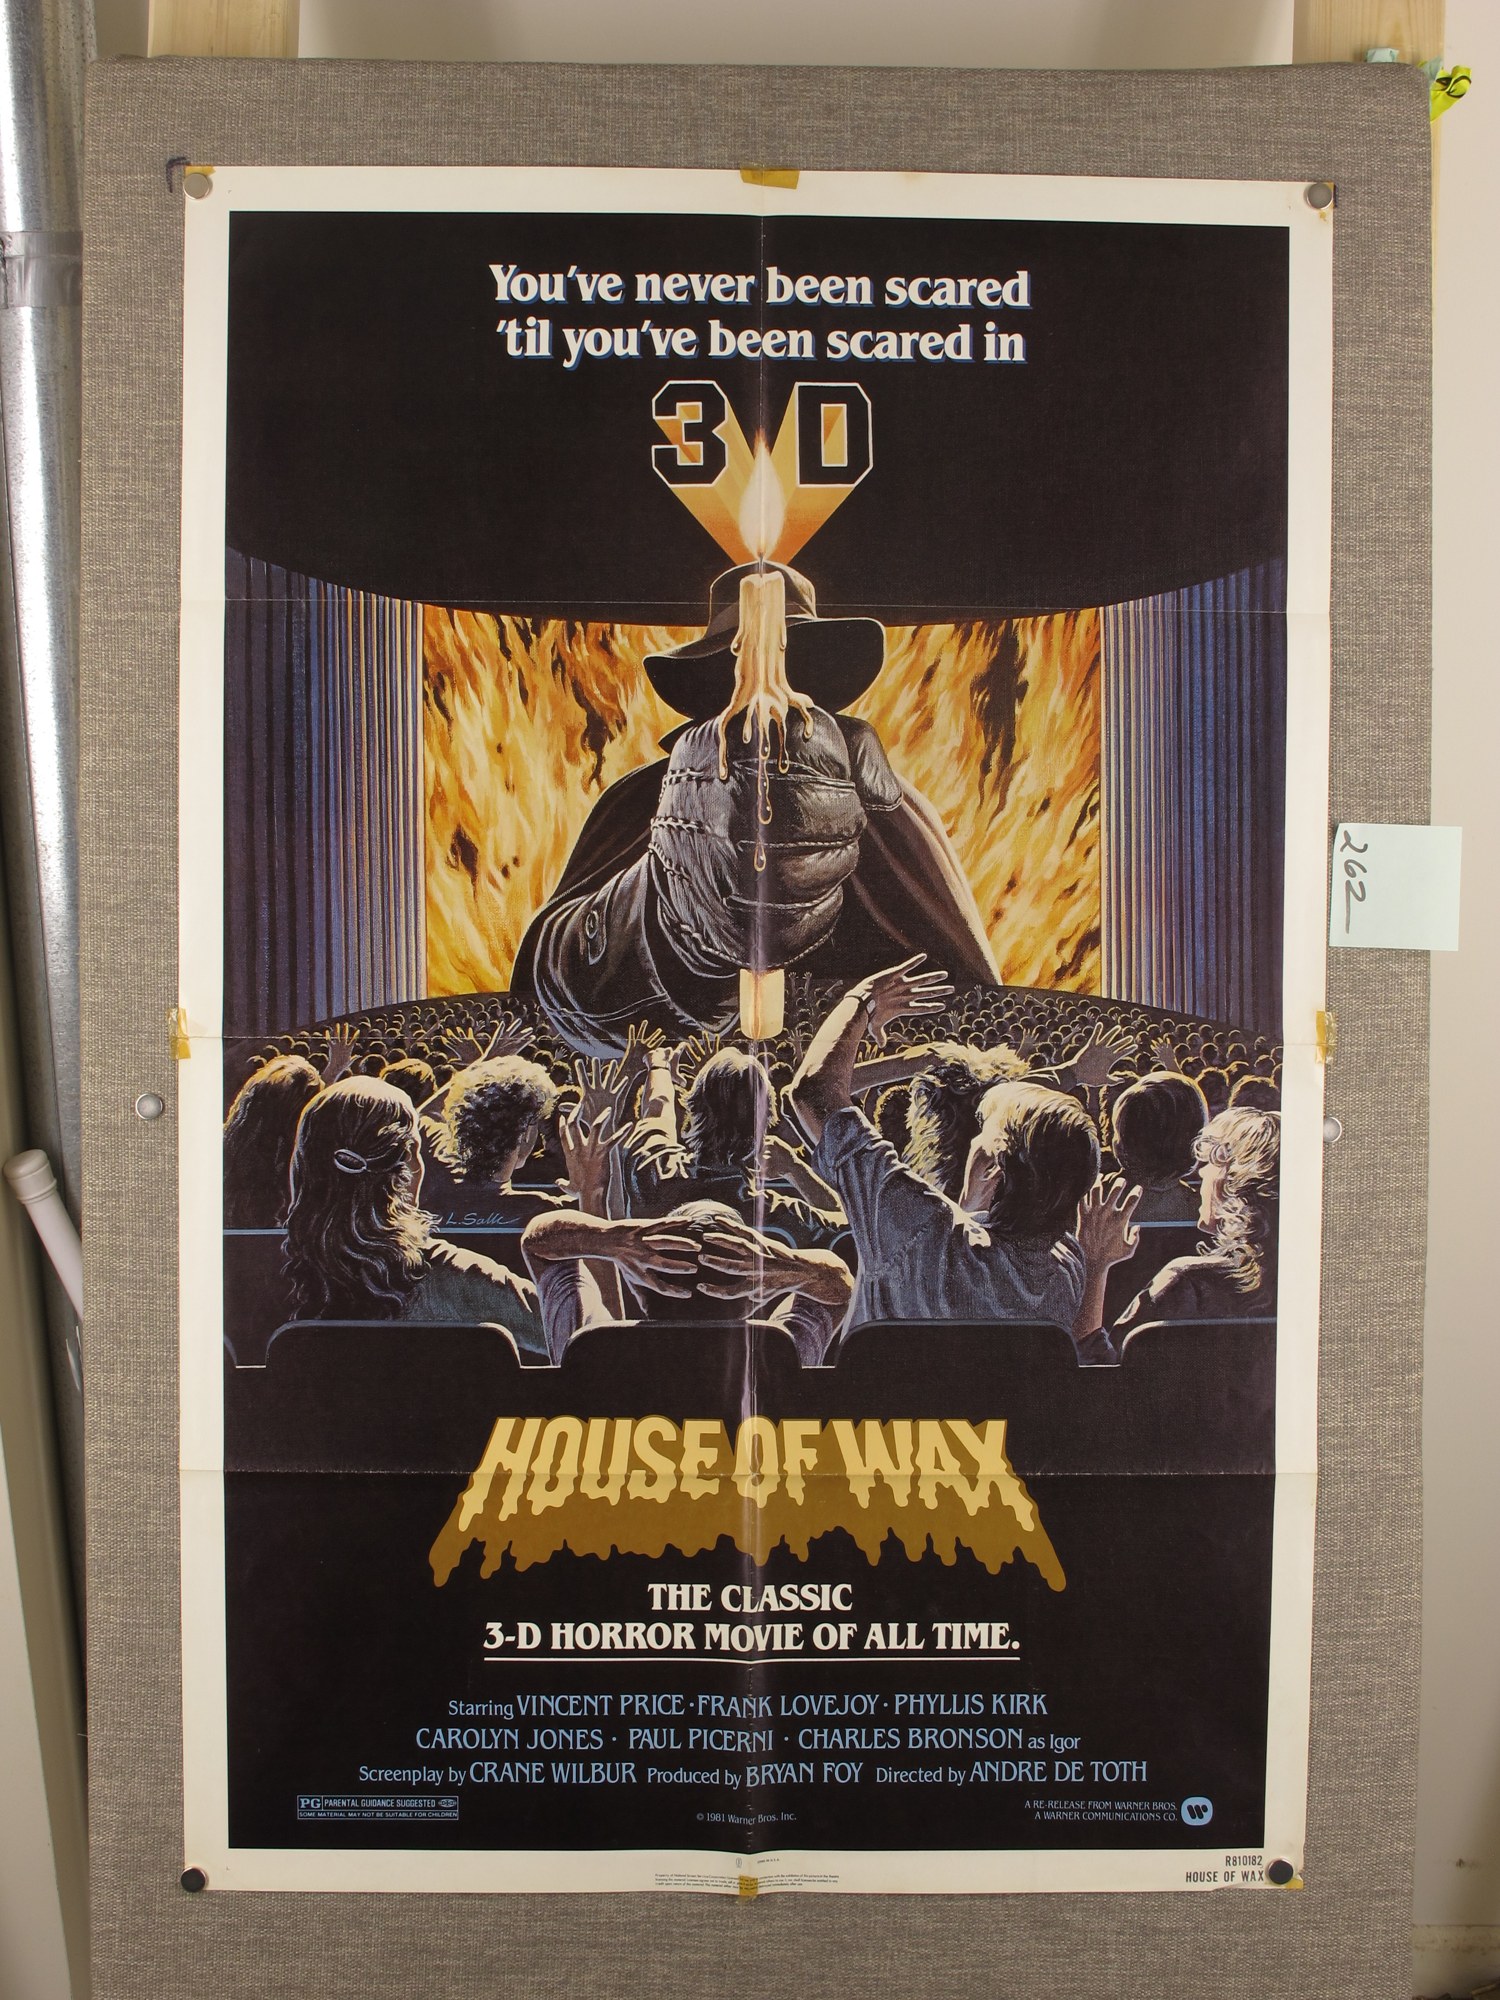 You've never been scared
'til you've been scared in
3 D
262
L. Salk
HOUSE OF WAX
THE CLASSIC
3-D HORROR MOVIE OF ALL TIME.
Starring VINCENT PRICE · FRANK LOVEJOY · PHYLLIS KIRK
CAROLYN JONES · PAUL PICERNI · CHARLES BRONSON as Igor
Screenplay by CRANE WILBUR Produced by BRYAN FOY Directed by ANDRE DE TOTH
PG PARENTAL GUIDANCE SUGGESTED
SOME MATERIAL MAY NOT BE SUITABLE FOR CHILDREN
© 1981 Warner Bros. Inc.
A RE-RELEASE FROM WARNER BROS.
A WARNER COMMUNICATIONS CO.
R810182
HOUSE OF WAX